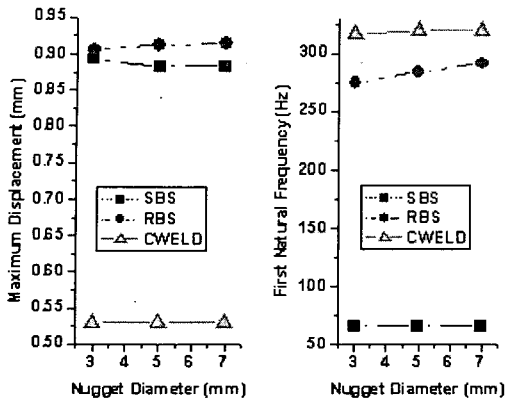 Maximum Displacement (mm)
0.95
0.90
0.85
0.80
0.75
0.70
0.65
0.60
0.55
0.50
SBS
RBS
CWELD
3 4 5 6 7
Nugget Diameter (mm)
First Natural Frequency (Hz)
300
250
200
150
100
50
SBS
RBS
CWELD
3 4 5 6 7
Nugget Diameter (mm)